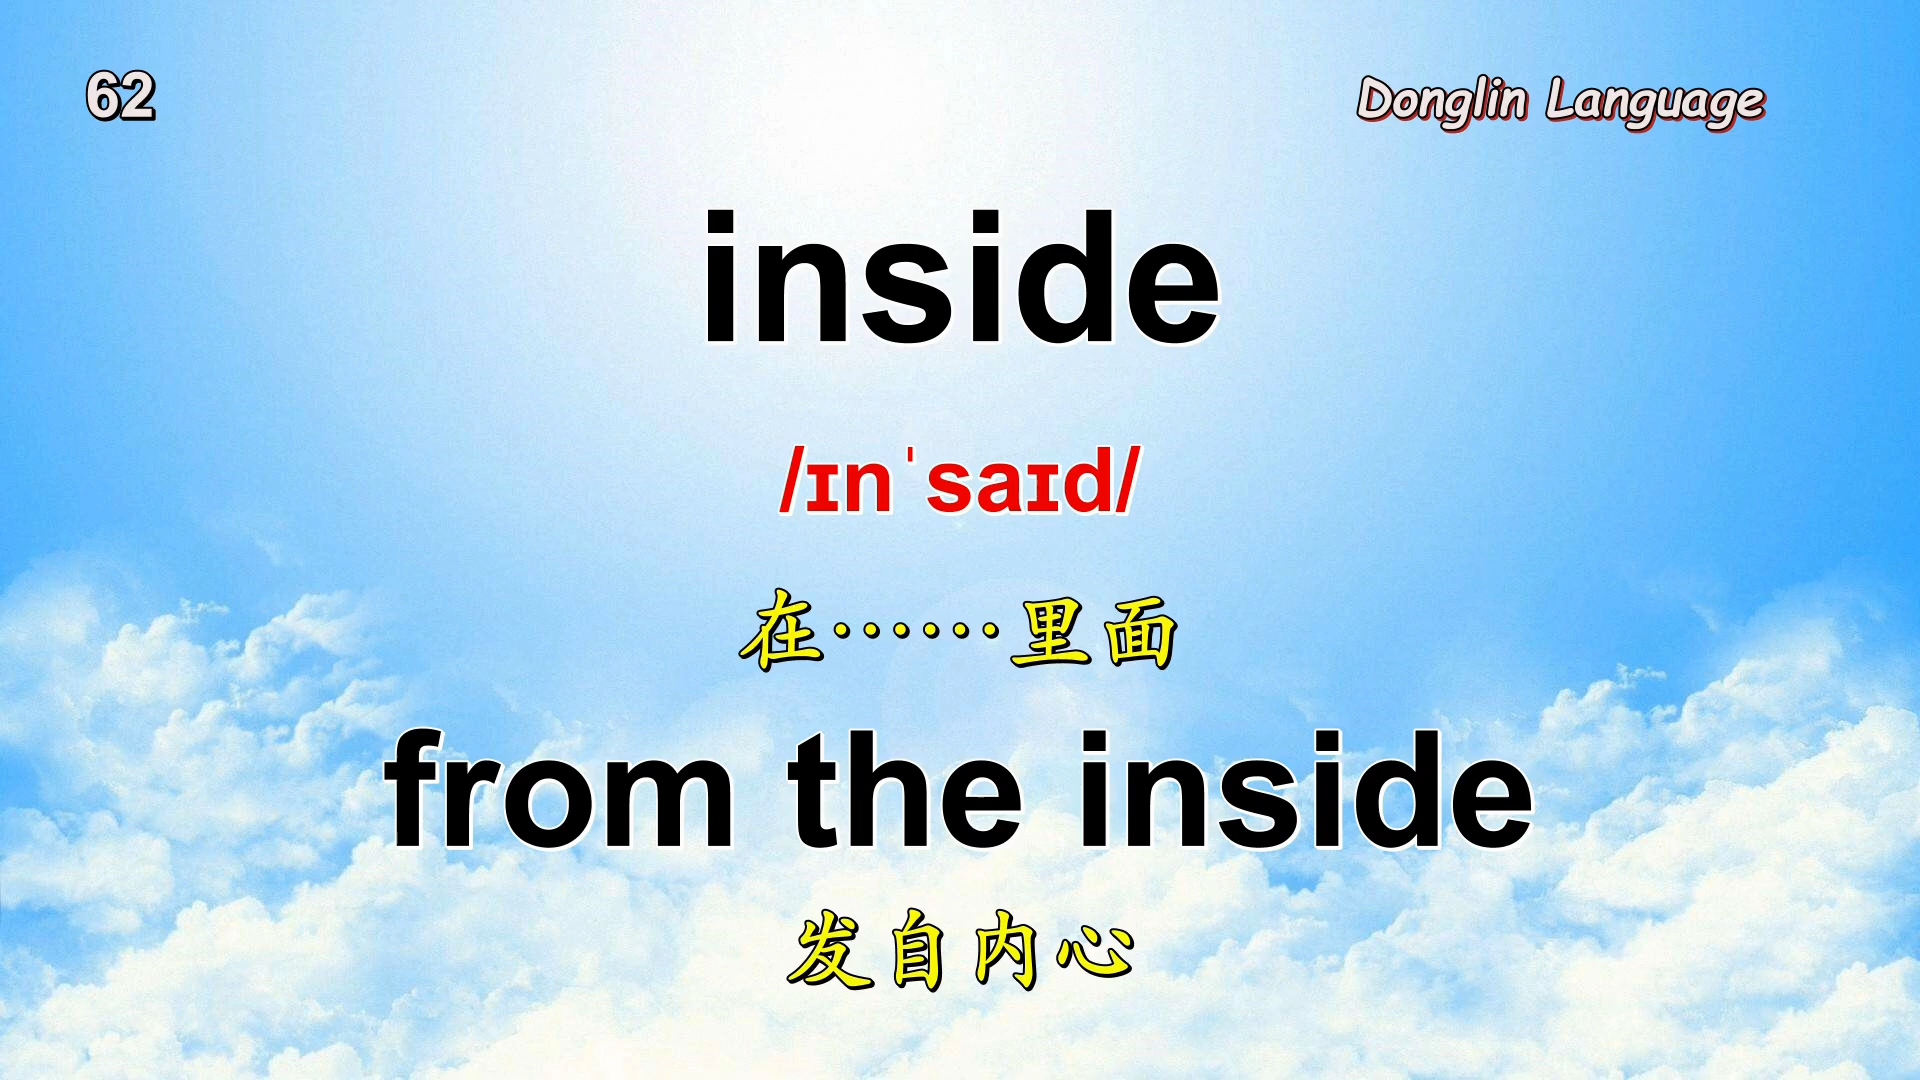 62
Donglin Language
inside
/ɪnˈsaɪd/
在……里面
from the inside
发自内心